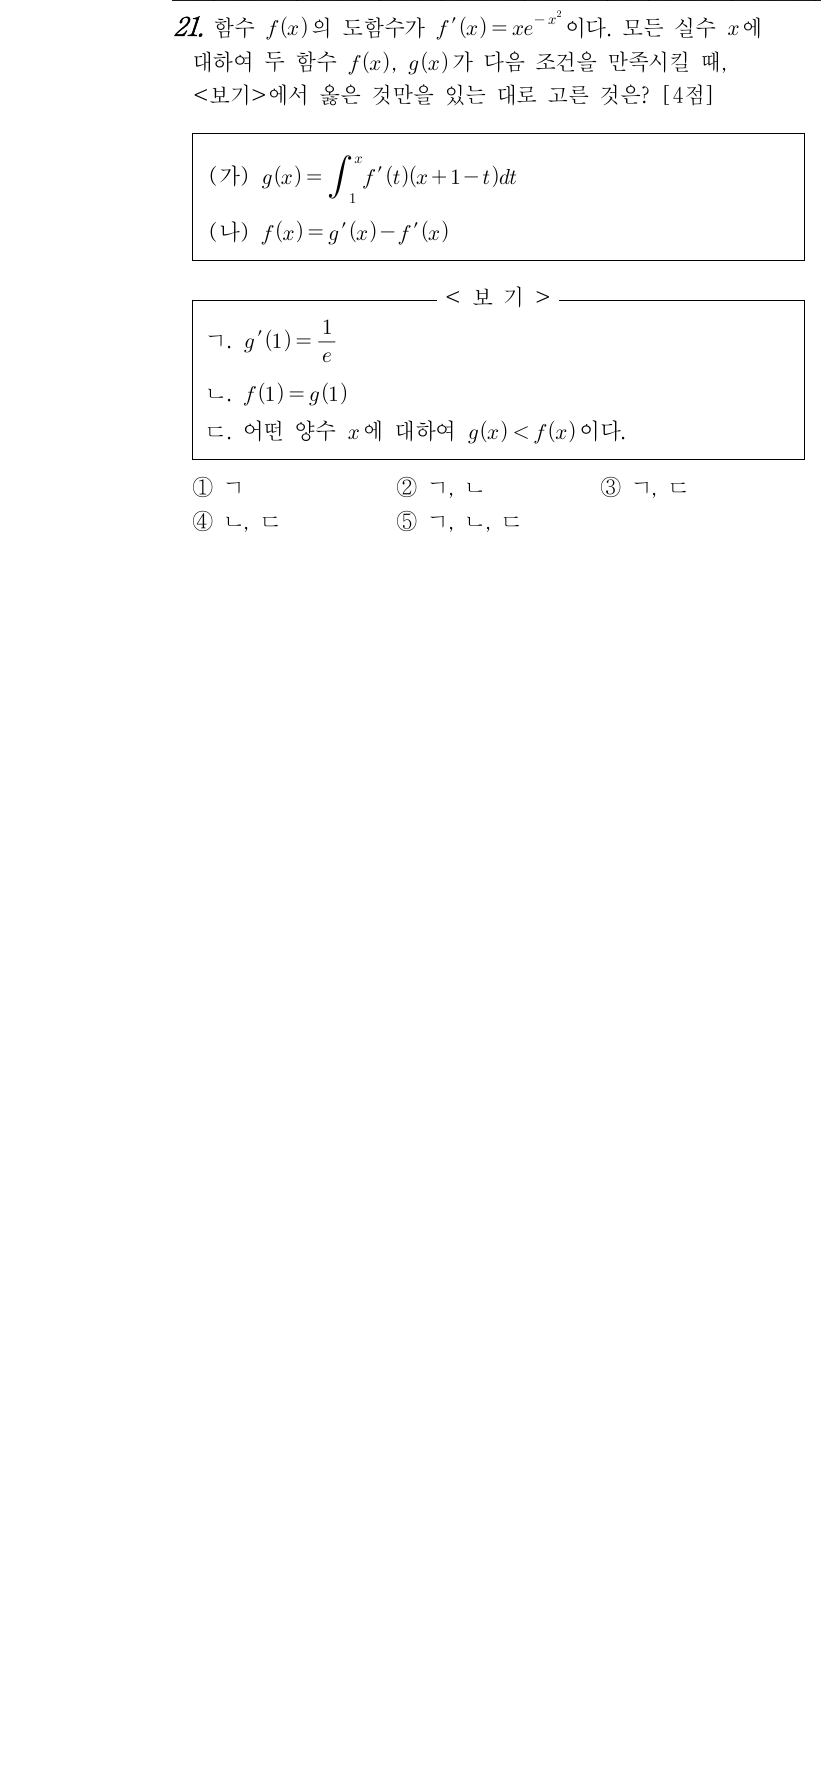 21. 함수 f(x)의 도함수가 f′(x)=xe^{-x^2}이다. 모든 실수 x에
대하여 두 함수 f(x), g(x)가 다음 조건을 만족시킬 때,
<보기>에서 옳은 것만을 있는 대로 고른 것은? [4점]
(가) g(x)=∫_1^x f′(t)(x+1-t)dt
(나) f(x)=g′(x)-f′(x)
< 보 기 >
ㄱ. g′(1)=1/e
ㄴ. f(1)=g(1)
ㄷ. 어떤 양수 x에 대하여 g(x)<f(x)이다.
① ㄱ ② ㄱ, ㄴ ③ ㄱ, ㄷ
④ ㄴ, ㄷ ⑤ ㄱ, ㄴ, ㄷ